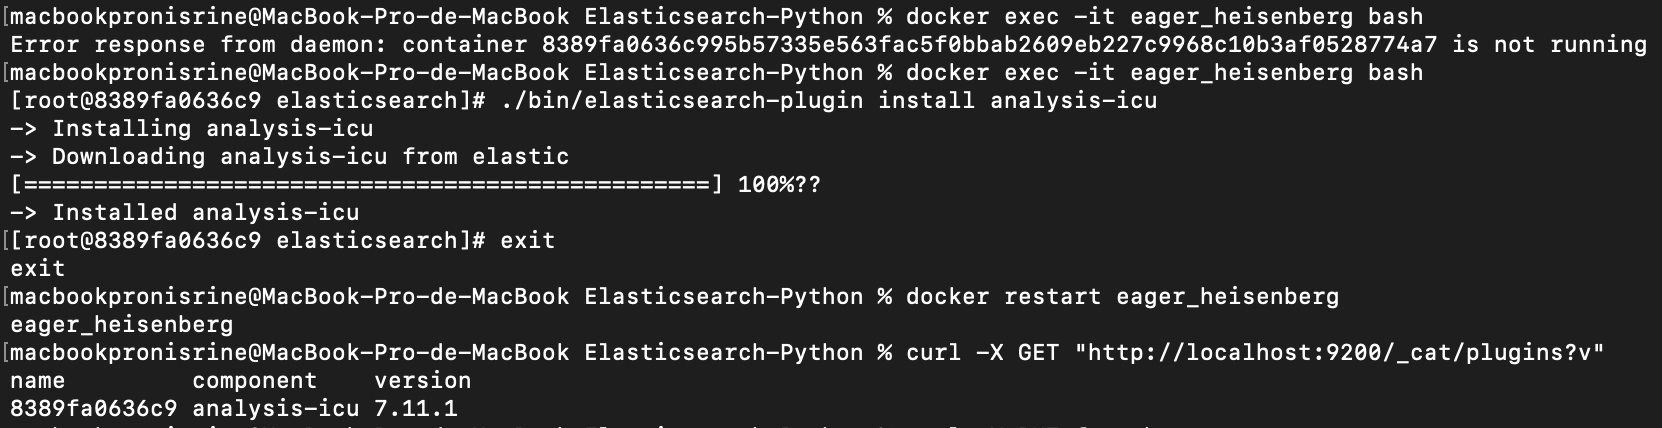 [macbookpronisrine@MacBook-Pro-de-MacBook Elasticsearch-Python % docker exec -it eager_heisenberg bash
Error response from daemon: container 8389fa0636c995b57335e563fac5f0bbab2609eb227c9968c10b3af0528774a7 is not running
[macbookpronisrine@MacBook-Pro-de-MacBook Elasticsearch-Python % docker exec -it eager_heisenberg bash
[root@8389fa0636c9 elasticsearch]# ./bin/elasticsearch-plugin install analysis-icu
-> Installing analysis-icu
-> Downloading analysis-icu from elastic
[=================================================] 100%??
-> Installed analysis-icu
[[root@8389fa0636c9 elasticsearch]# exit
exit
[macbookpronisrine@MacBook-Pro-de-MacBook Elasticsearch-Python % docker restart eager_heisenberg
eager_heisenberg
[macbookpronisrine@MacBook-Pro-de-MacBook Elasticsearch-Python % curl -X GET "http://localhost:9200/_cat/plugins?v"
name         component    version
8389fa0636c9 analysis-icu 7.11.1